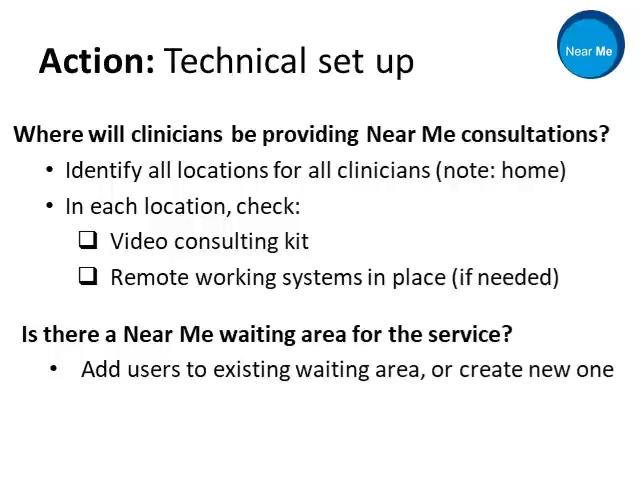 Action: Technical set up
Near Me
Where will clinicians be providing Near Me consultations?
• Identify all locations for all clinicians (note: home)
• In each location, check:
❑ Video consulting kit
❑ Remote working systems in place (if needed)
Is there a Near Me waiting area for the service?
• Add users to existing waiting area, or create new one